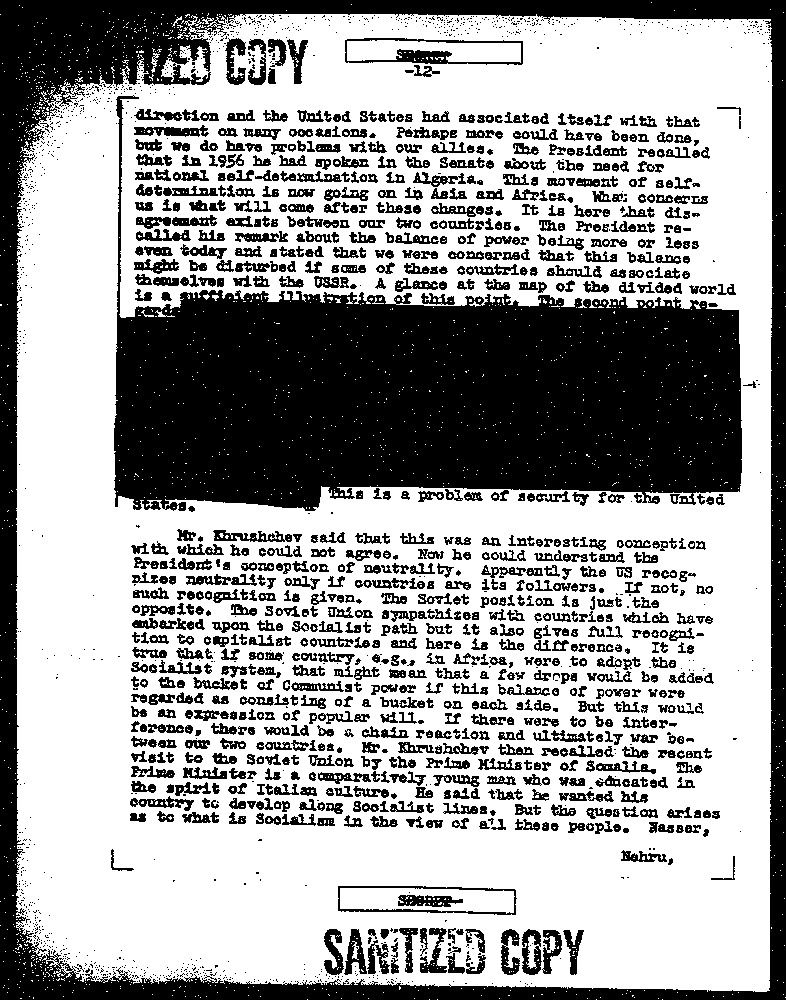 SANITIZED COPY
SECRET
-12-
direction and the United States had associated itself with that
movement on many occasions. Perhaps more could have been done,
but we do have problems with our allies. The President recalled
that in 1956 he had spoken in the Senate about the need for
national self-determination in Algeria. This movement of self-
determination is now going on in Asia and Africa. What concerns
us is what will come after these changes. It is here that dis-
agreement exists between our two countries. The President re-
called his remark about the balance of power being more or less
even today and stated that we were concerned that this balance
might be disturbed if some of these countries should associate
themselves with the USSR. A glance at the map of the divided world
is a sufficient illustration of this point. The second point re-
gards
This is a problem of security for the United
States.
Mr. Khrushchev said that this was an interesting conception
with which he could not agree. Now he could understand the
President's conception of neutrality. Apparently the US recog-
nizes neutrality only if countries are its followers. If not, no
such recognition is given. The Soviet position is just the
opposite. The Soviet Union sympathizes with countries which have
embarked upon the Socialist path but it also gives full recogni-
tion to capitalist countries and here is the difference. It is
true that if some country, e.g., in Africa, were to adopt the
Socialist system, that might mean that a few drops would be added
to the bucket of Communist power if this balance of power were
regarded as consisting of a bucket on each side. But this would
be an expression of popular will. If there were to be inter-
ference, there would be a chain reaction and ultimately war be-
tween our two countries. Mr. Khrushchev then recalled the recent
visit to the Soviet Union by the Prime Minister of Somalia. The
Prime Minister is a comparatively young man who was educated in
the spirit of Italian culture. He said that he wanted his
country to develop along Socialist lines. But the question arises
as to what is Socialism in the view of all these people. Nasser,
Nehru,
SECRET
SANITIZED COPY